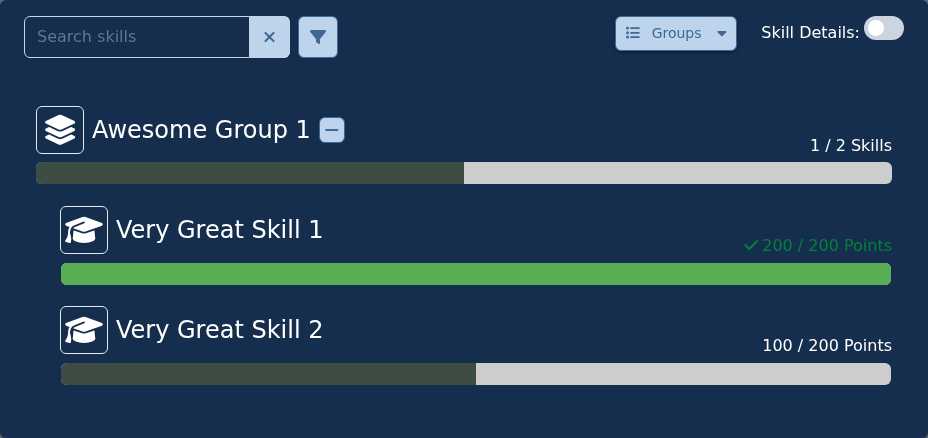 Search skills
Groups
Skill Details:
Awesome Group 1
1 / 2 Skills
Very Great Skill 1
200 / 200 Points
Very Great Skill 2
100 / 200 Points